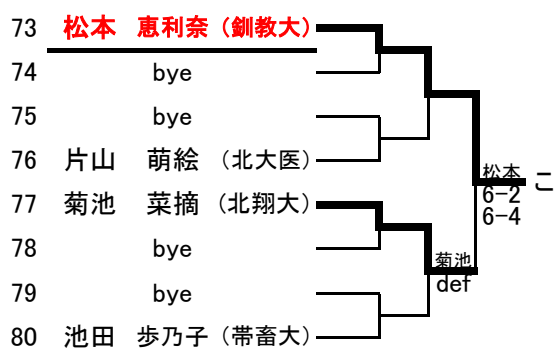 73 松本 恵利奈 (釧教大)
74 bye
75 bye
76 片山 萌絵 (北大医)
77 菊池 菜摘 (北翔大)
78 bye
79 bye
80 池田 歩乃子 (帯畜大)
松本
6-2
6-4
こ
菊池
def